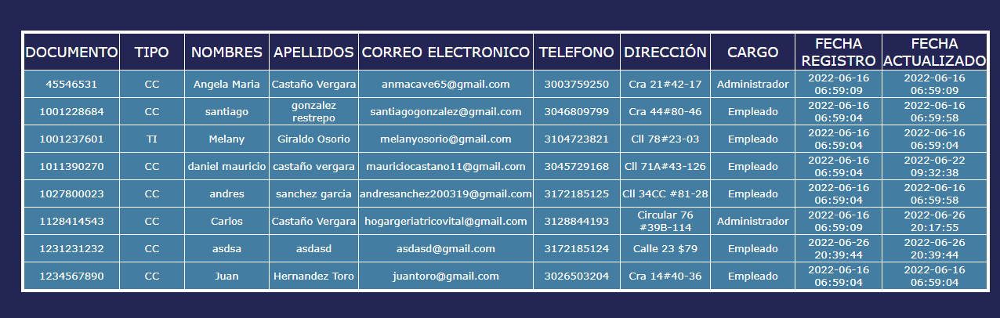 DOCUMENTO TIPO NOMBRES APELLIDOS CORREO ELECTRONICO TELEFONO DIRECCIÓN CARGO FECHA REGISTRO FECHA ACTUALIZADO
45546531 CC Angela Maria Castaño Vergara anmacave65@gmail.com 3003759250 Cra 21#42-17 Administrador 2022-06-16 06:59:09 2022-06-16 06:59:09
1001228684 CC santiago gonzalez restrepo santiagogonzalez@gmail.com 3046809799 Cra 44#80-46 Empleado 2022-06-16 06:59:04 2022-06-16 06:59:58
1001237601 TI Melany Giraldo Osorio melanyosorio@gmail.com 3104723821 Cll 78#23-03 Empleado 2022-06-16 06:59:04 2022-06-16 06:59:04
1011390270 CC daniel mauricio castaño vergara mauriciocastano11@gmail.com 3045729168 Cll 71A#43-126 Empleado 2022-06-16 06:59:04 2022-06-22 09:32:38
1027800023 CC andres sanchez garcia andresanchez200319@gmail.com 3172185125 Cll 34CC #81-28 Empleado 2022-06-16 06:59:04 2022-06-16 06:59:58
1128414543 CC Carlos Castaño Vergara hogargeriatricovital@gmail.com 3128844193 Circular 76 #39B-114 Administrador 2022-06-16 06:59:09 2022-06-26 20:17:55
1231231232 CC asdsa asdasd asdasd@gmail.com 3172185124 Calle 23 $79 Empleado 2022-06-26 20:39:44 2022-06-26 20:39:44
1234567890 CC Juan Hernandez Toro juantoro@gmail.com 3026503204 Cra 14#40-36 Empleado 2022-06-16 06:59:04 2022-06-16 06:59:04